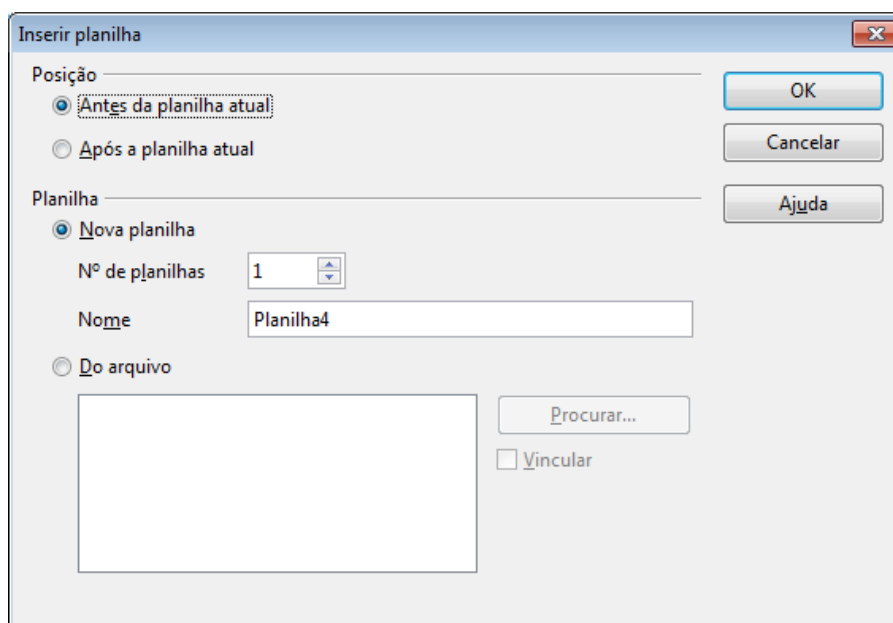 Inserir planilha
Posição
Antes da planilha atual
Após a planilha atual
OK
Cancelar
Ajuda
Planilha
Nova planilha
Nº de planilhas
1
Nome
Planilha4
Do arquivo
Procurar...
Vincular